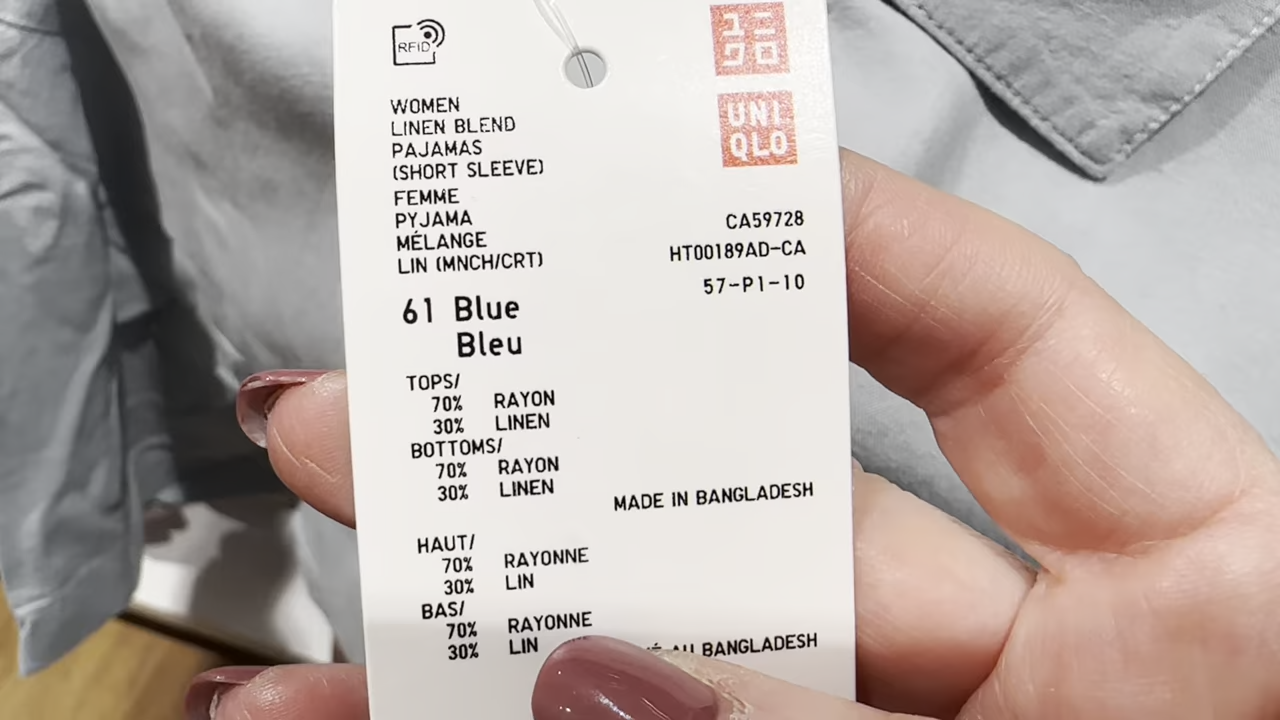 RFID
ユニ
クロ
UNI
QLO
WOMEN
LINEN BLEND
PAJAMAS
(SHORT SLEEVE)
FEMME
PYJAMA
MÉLANGE
LIN (MNCH/CRT)
CA59728
HT00189AD-CA
57-P1-10
61 Blue
Bleu
TOPS/
70% RAYON
30% LINEN
BOTTOMS/
70% RAYON
30% LINEN
MADE IN BANGLADESH
HAUT/
70% RAYONNE
30% LIN
BAS/
70% RAYONNE
30% LIN
AU BANGLADESH